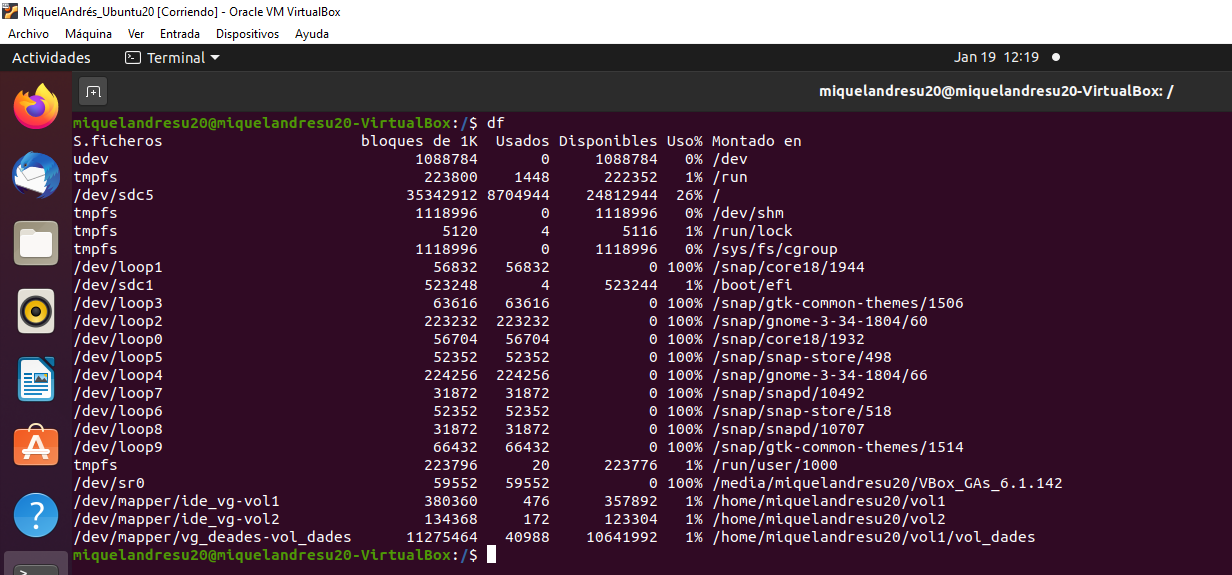 MiquelAndrés_Ubuntu20 [Corriendo] - Oracle VM VirtualBox
Archivo Máquina Ver Entrada Dispositivos Ayuda
Actividades Terminal Jan 19 12:19
miquelandresu20@miquelandresu20-VirtualBox: /
miquelandresu20@miquelandresu20-VirtualBox:/$ df
S.ficheros bloques de 1K Usados Disponibles Uso% Montado en
udev 1088784 0 1088784 0% /dev
tmpfs 223800 1448 222352 1% /run
/dev/sdc5 35342912 8704944 24812944 26% /
tmpfs 1118996 0 1118996 0% /dev/shm
tmpfs 5120 4 5116 1% /run/lock
tmpfs 1118996 0 1118996 0% /sys/fs/cgroup
/dev/loop1 56832 56832 0 100% /snap/core18/1944
/dev/sdc1 523248 4 523244 1% /boot/efi
/dev/loop3 63616 63616 0 100% /snap/gtk-common-themes/1506
/dev/loop2 223232 223232 0 100% /snap/gnome-3-34-1804/60
/dev/loop0 56704 56704 0 100% /snap/core18/1932
/dev/loop5 52352 52352 0 100% /snap/snap-store/498
/dev/loop4 224256 224256 0 100% /snap/gnome-3-34-1804/66
/dev/loop7 31872 31872 0 100% /snap/snapd/10492
/dev/loop6 52352 52352 0 100% /snap/snap-store/518
/dev/loop8 31872 31872 0 100% /snap/snapd/10707
/dev/loop9 66432 66432 0 100% /snap/gtk-common-themes/1514
tmpfs 223796 20 223776 1% /run/user/1000
/dev/sr0 59552 59552 0 100% /media/miquelandresu20/VBox_GAs_6.1.142
/dev/mapper/ide_vg-vol1 380360 476 357892 1% /home/miquelandresu20/vol1
/dev/mapper/ide_vg-vol2 134368 172 123304 1% /home/miquelandresu20/vol2
/dev/mapper/vg_deades-vol_dades 11275464 40988 10641992 1% /home/miquelandresu20/vol1/vol_dades
miquelandresu20@miquelandresu20-VirtualBox:/$